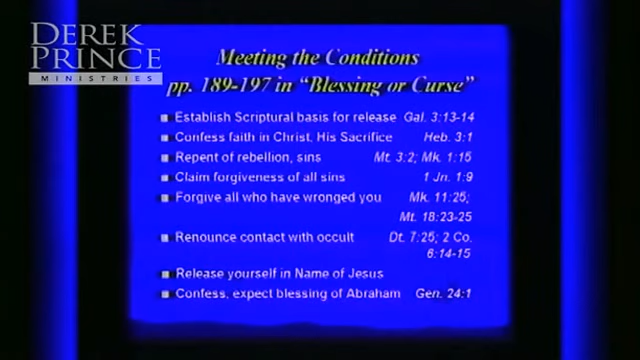 DEREK
PRINCE
MINISTRIES
Meeting the Conditions
pp. 189-197 in "Blessing or Curse"
Establish Scriptural basis for release Gal. 3:13-14
Confess faith in Christ, His Sacrifice Heb. 3:1
Repent of rebellion, sins Mt. 3:2; Mk. 1:15
Claim forgiveness of all sins 1 Jn. 1:9
Forgive all who have wronged you Mk. 11:25;
Mt. 18:23-25
Renounce contact with occult Dt. 7:26; 2 Co.
6:14-15
Release yourself in Name of Jesus
Confess, expect blessing of Abraham Gen. 24:1